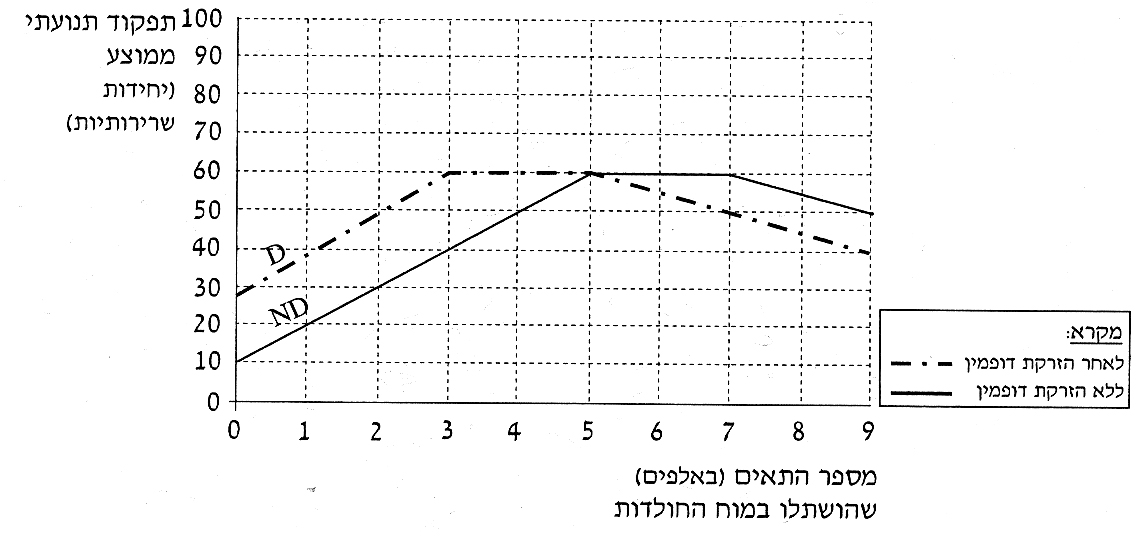 תפקוד תנועתי
ממוצע
(יחידות
שרירותיות)
100
90
80
70
60
50
40
30
20
10
0
D
ND
0 1 2 3 4 5 6 7 8 9
מספר התאים (באלפים)
שהושתלו במוח החולדות
מקרא:
לאחר הזרקת דופמין
ללא הזרקת דופמין